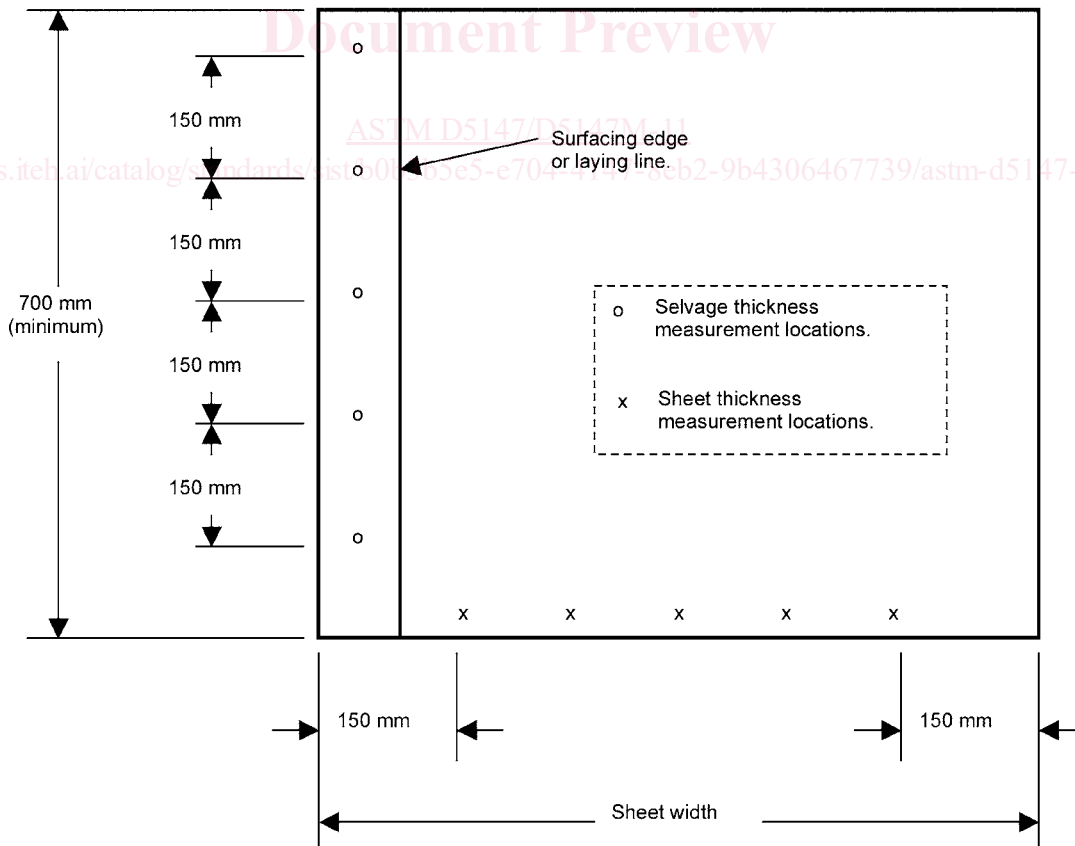 Document Preview
150 mm
ASTM D5147/D5147M-11
Surfacing edge
or laying line.
150 mm
700 mm
(minimum)
o Selvage thickness
measurement locations.
150 mm
x Sheet thickness
measurement locations.
150 mm
o
o
o
o
o
x x x x x
150 mm
150 mm
Sheet width